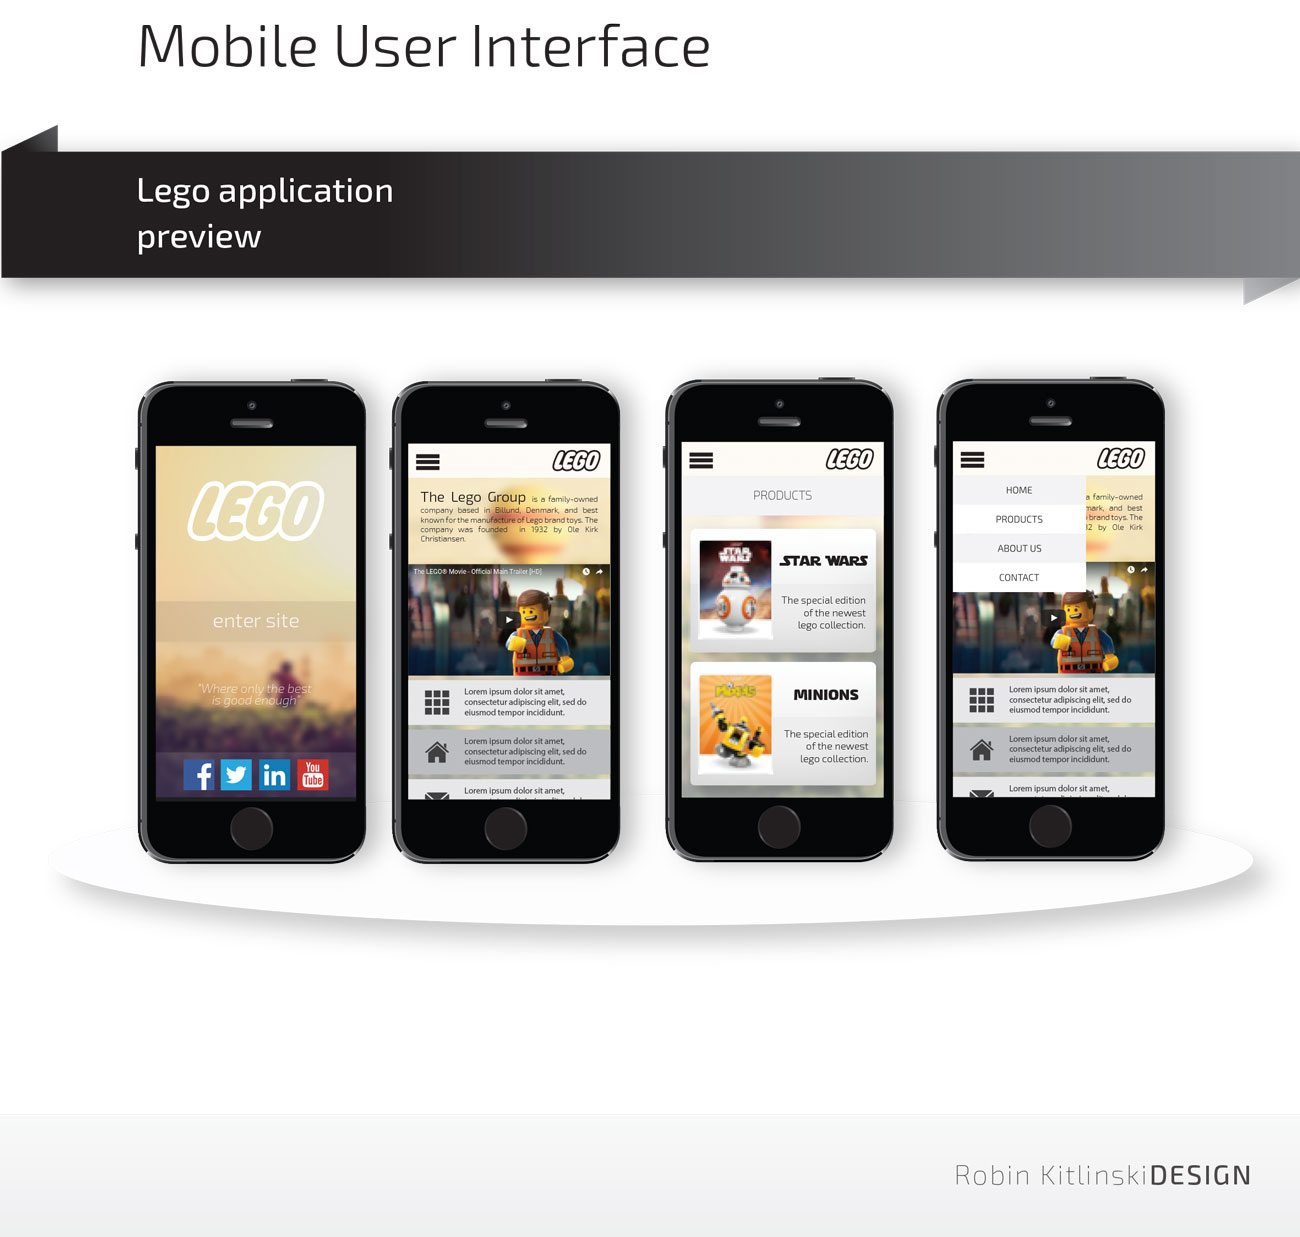 Mobile User Interface
Lego application
preview
LEGO
enter site
"Where only the best
is good enough"
f
in
You
Tube
LEGO
The Lego Group is a family-owned
company based in Billund, Denmark, and best
known for the manufacture of Lego brand toys. The
company was founded in 1932 by Ole Kirk
Christiansen.
The LEGO® Movie - Official Main Trailer [HD]
Lorem ipsum dolor sit amet,
consectetur adipiscing elit, sed do
eiusmod tempor incididunt.
Lorem ipsum dolor sit amet,
consectetur adipiscing elit, sed do
eiusmod tempor incididunt.
Lorem ipsum dolor sit amet,
LEGO
PRODUCTS
STAR WARS
STAR WARS
The special edition
of the newest
lego collection.
MINIONS
The special edition
of the newest
lego collection.
LEGO
HOME
PRODUCTS
ABOUT US
CONTACT
a family-owned
mark, and best
brand toys. The
32 by Ole Kirk
Lorem ipsum dolor sit amet,
consectetur adipiscing elit, sed do
eiusmod tempor incididunt.
Lorem ipsum dolor sit amet,
consectetur adipiscing elit, sed do
eiusmod tempor incididunt.
Lorem ipsum dolor sit amet,
Robin KitlinskiDESIGN